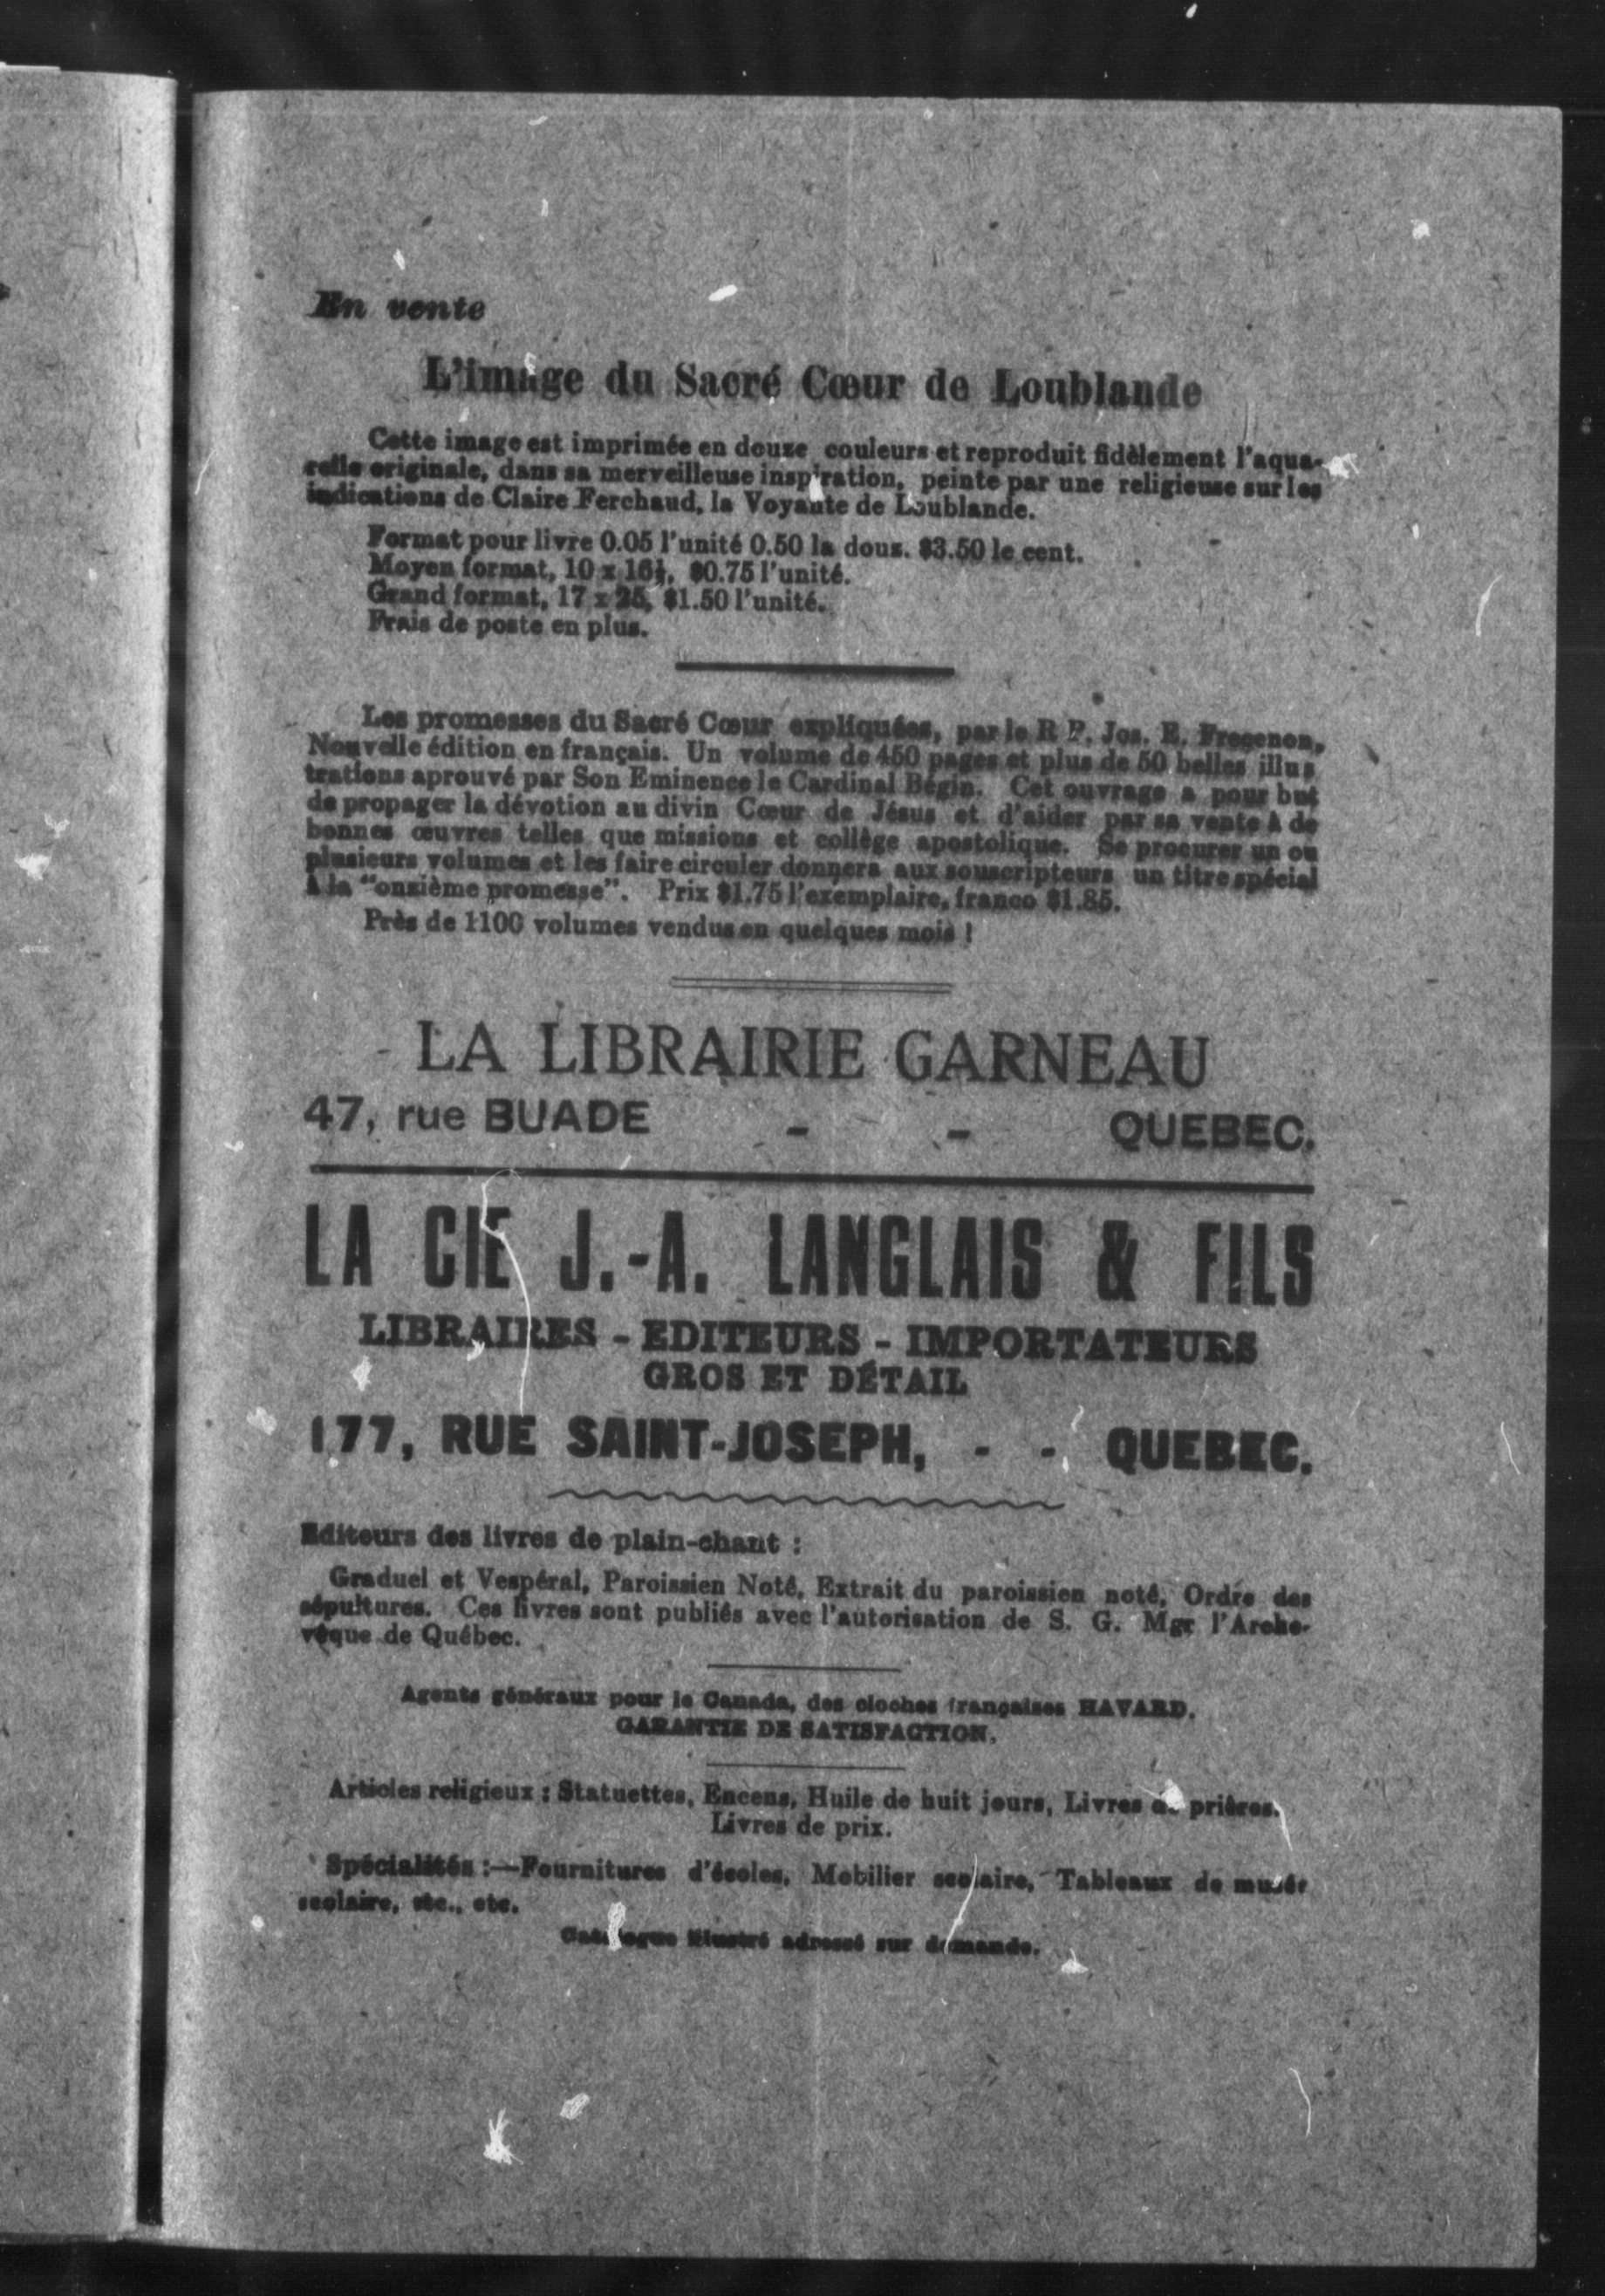 En vente
L'image du Sacré Cœur de Loublande
Cette image est imprimée en douze couleurs et reproduit fidèlement l'aqua-
relle originale, dans sa merveilleuse inspiration, peinte par une religieuse sur les
indications de Claire Ferchaud, la Voyante de Loublande.
Format pour livre 0.05 l'unité 0.50 la douz. $3.50 le cent.
Moyen format, 10 x 16½, $0.75 l'unité.
Grand format, 17 x 25, $1.50 l'unité.
Frais de poste en plus.
Les promesses du Sacré Cœur expliquées, par le R P. Jos. E.
Nouvelle édition en français. Un volume de 450 pages et plus de 50 belles illus
trations aprouvé par Son Eminence le Cardinal Bégin. Cet ouvrage a pour but
de propager la dévotion au divin Cœur de Jésus et d'aider par sa vente à de
bonnes œuvres telles que missions et collège apostolique. Se procurer un ou
plusieurs volumes et les faire circuler donnera aux souscripteurs un titre spécial
à la "onzième promesse". Prix $1.75 l'exemplaire, franco $1.85.
Près de 1100 volumes vendus en quelques mois !
LA LIBRAIRIE GARNEAU
47, rue BUADE - - QUEBEC.
LA CIE J.-A. LANGLAIS & FILS
LIBRAIRES - EDITEURS - IMPORTATEURS
GROS ET DÉTAIL
177, RUE SAINT-JOSEPH, - - QUEBEC.
Editeurs des livres de plain-chant :
Graduel et Vespéral, Paroissien Noté, Extrait du paroissien noté, Ordre des
sépultures. Ces livres sont publiés avec l'autorisation de S. G. Mgr l'Arche-
vêque de Québec.
Agents généraux pour le Canada, des cloches françaises HAVARD.
GARANTIE DE SATISFACTION.
Articles religieux : Statuettes, Encens, Huile de huit jours, Livres de prières.
Livres de prix.
Spécialités :—Fournitures d'écoles, Mobilier scolaire, Tableaux de musée
scolaire, etc., etc.
Catalogue illustré adressé sur demande.